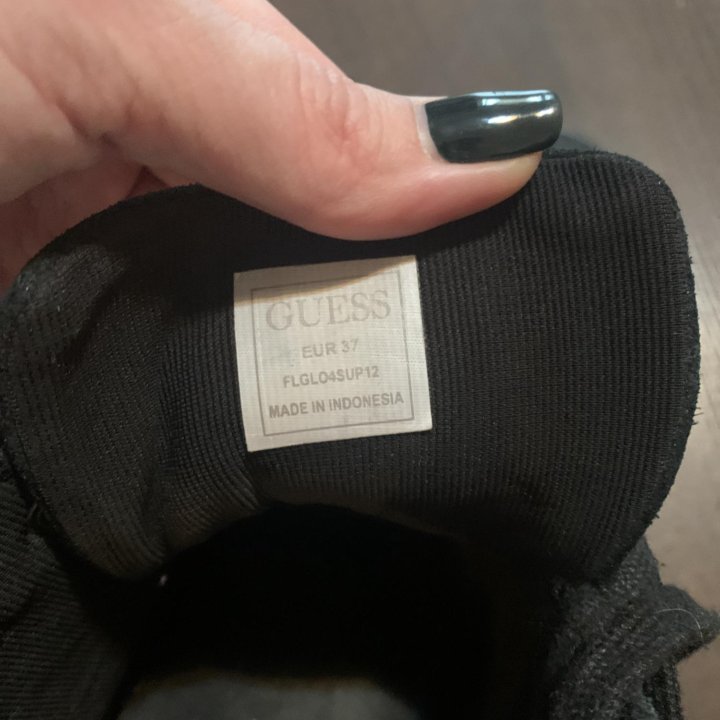 GUESS
EUR 37
FLGLO4SUP12
MADE IN INDONESIA